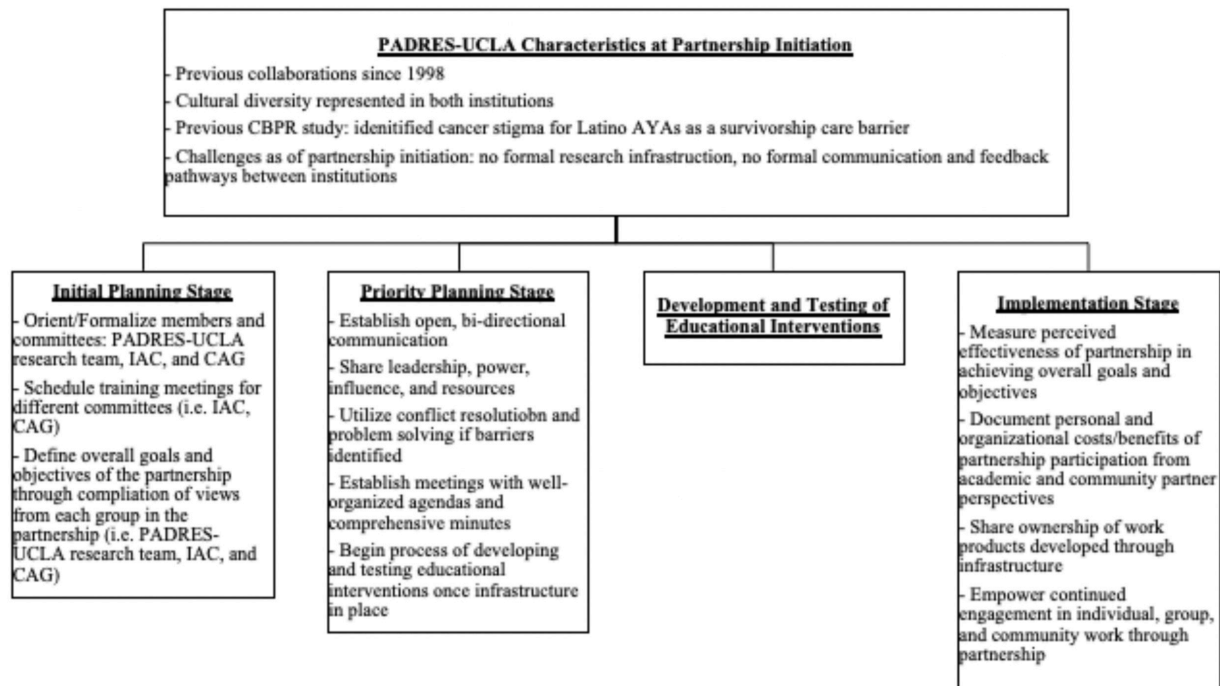 PADRES-UCLA Characteristics at Partnership Initiation
- Previous collaborations since 1998
- Cultural diversity represented in both institutions
- Previous CBPR study: idenitified cancer stigma for Latino AYAs as a survivorship care barrier
- Challenges as of partnership initiation: no formal research infrastruction, no formal communication and feedback
pathways between institutions
Initial Planning Stage
- Orient/Formalize members and
committees: PADRES-UCLA
research team, IAC, and CAG
- Schedule training meetings for
different committees (i.e. IAC,
CAG)
- Define overall goals and
objectives of the partnership
through compliation of views
from each group in the
partnership (i.e. PADRES-
UCLA research team, IAC, and
CAG)
Priority Planning Stage
- Establish open, bi-directional
communication
- Share leadership, power,
influence, and resources
- Utilize conflict resolutiobn and
problem solving if barriers
identified
- Establish meetings with well-
organized agendas and
comprehensive minutes
- Begin process of developing
and testing educational
interventions once infrastructure
in place
Development and Testing of
Educational Interventions
Implementation Stage
- Measure perceived
effectiveness of partnership in
achieving overall goals and
objectives
- Document personal and
organizational costs/benefits of
partnership participation from
academic and community partner
perspectives
- Share ownership of work
products developed through
infrastructure
- Empower continued
engagement in individual, group,
and community work through
partnership